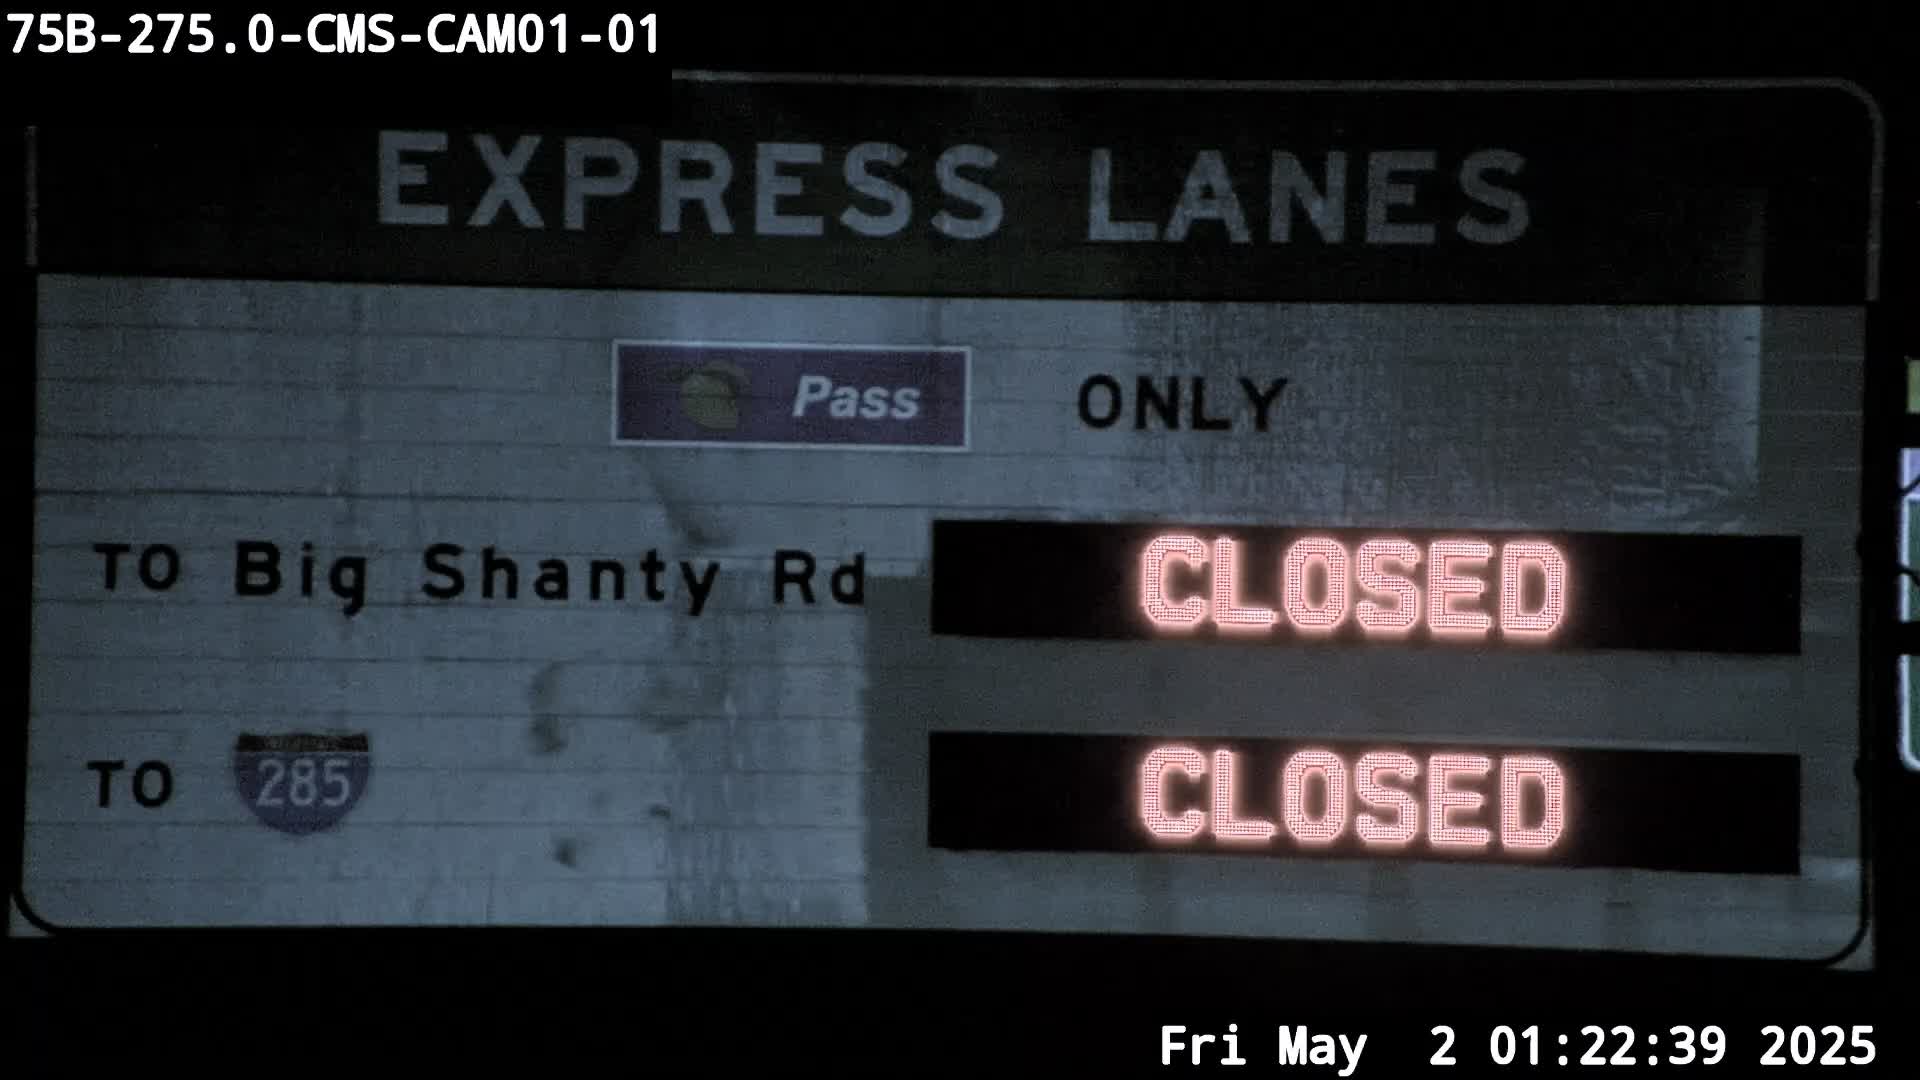 75B-275.0-CMS-CAM01-01
EXPRESS LANES
Pass ONLY
TO Big Shanty Rd CLOSED
TO 285 CLOSED
Fri May 2 01:22:39 2025